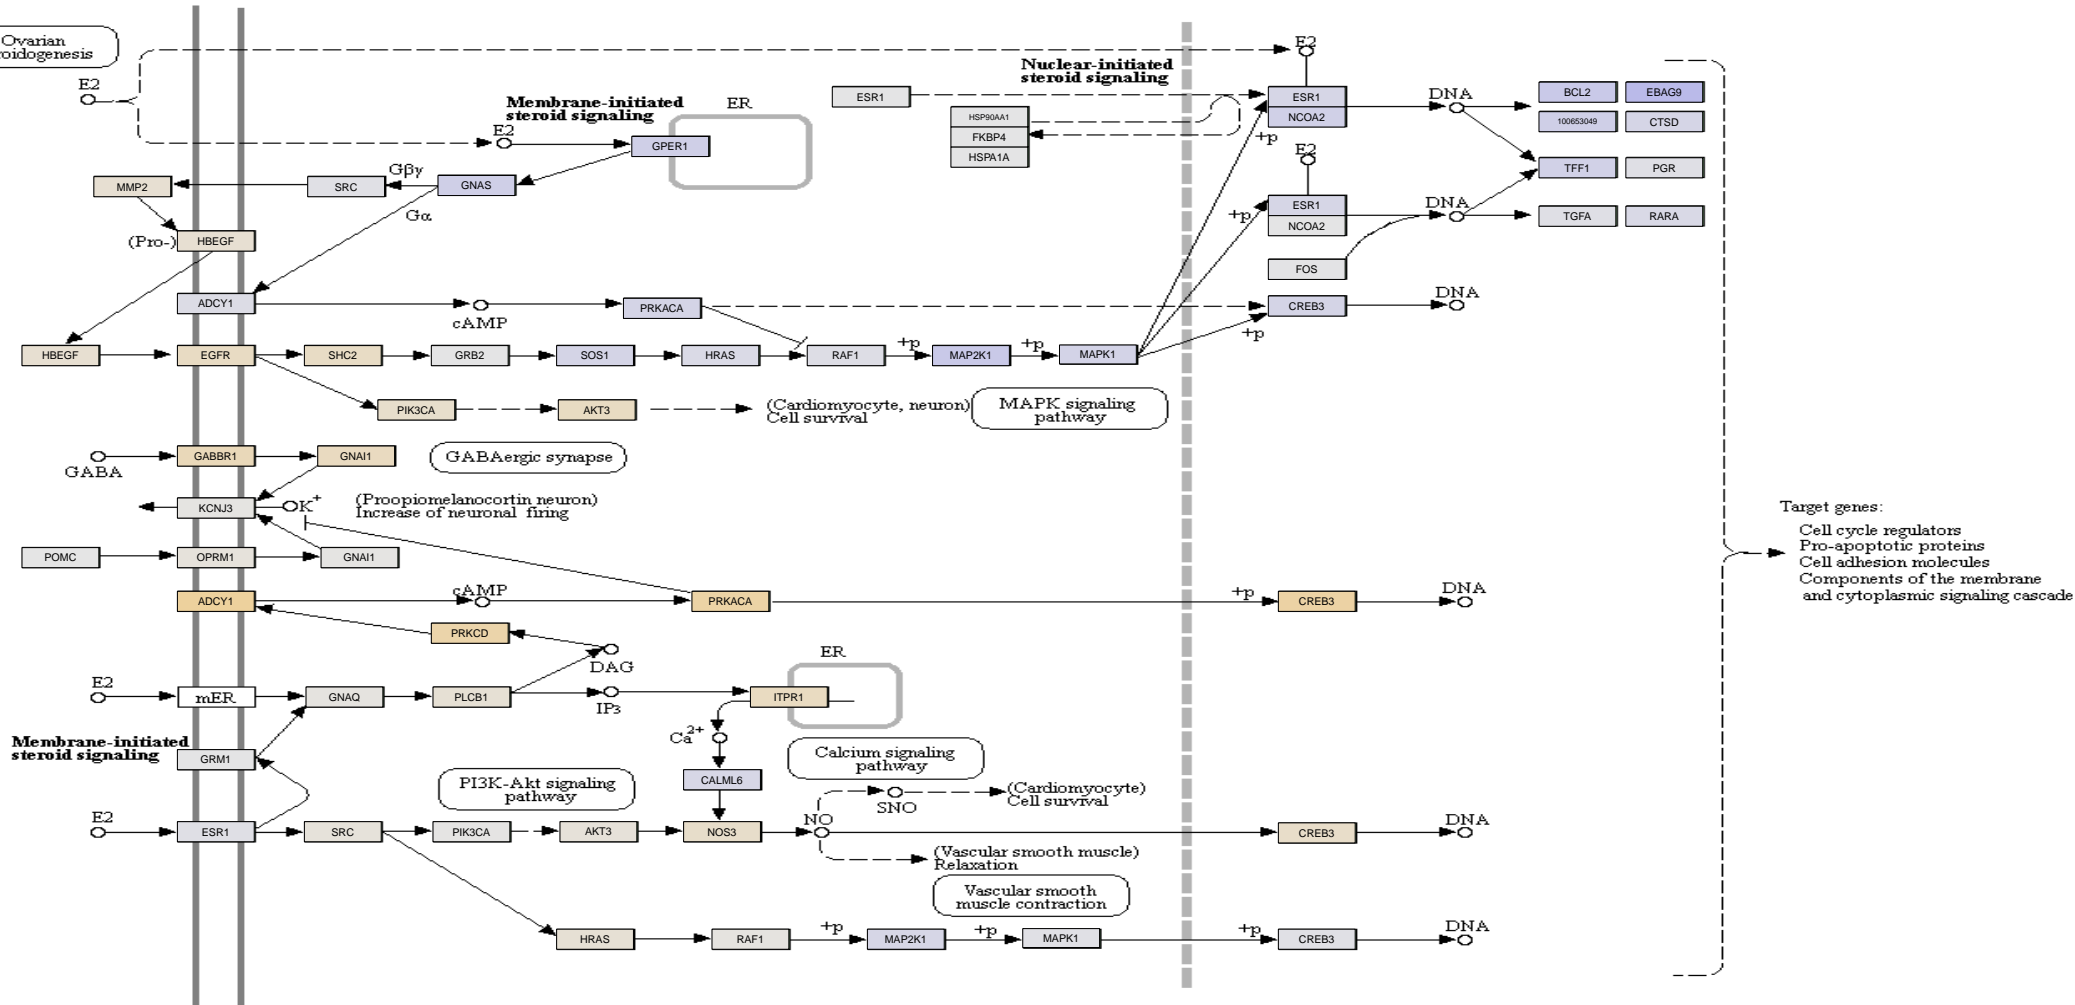 Ovarian
roidogenesis
E2
Membrane-initiated
steroid signaling
E2
ER
GPER1
Nuclear-initiated
steroid signaling
ESR1
HSP90AA1
FKBP4
HSPA1A
E2
ESR1
NCOA2
+p
DNA
BCL2
EBAG9
100653049
CTSD
MMP2
SRC
Gβγ
GNAS
Gα
E2
+p
ESR1
NCOA2
FOS
DNA
TFF1
PGR
TGFA
RARA
(Pro-)
HBEGF
ADCY1
cAMP
PRKACA
CREB3
DNA
+p
HBEGF
EGFR
SHC2
GRB2
SOS1
HRAS
RAF1
+p
MAP2K1
+p
MAPK1
PIK3CA
AKT3
(Cardiomyocyte, neuron)
Cell survival
MAPK signaling
pathway
GABA
GABBR1
GNAI1
GABAergic synapse
KCNJ3
K+
(Proopiomelanocortin neuron)
Increase of neuronal firing
POMC
OPRM1
GNAI1
Target genes:
Cell cycle regulators
Pro-apoptotic proteins
Cell adhesion molecules
Components of the membrane
and cytoplasmic signaling cascade
ADCY1
cAMP
PRKACA
+p
CREB3
DNA
PRKCD
DAG
E2
mER
GNAQ
PLCB1
IP3
ER
ITPR1
Ca2+
Membrane-initiated
steroid signaling
GRM1
PI3K-Akt signaling
pathway
CALML6
Calcium signaling
pathway
(Cardiomyocyte)
Cell survival
SNO
E2
ESR1
SRC
PIK3CA
AKT3
NOS3
NO
CREB3
DNA
(Vascular smooth muscle)
Relaxation
Vascular smooth
muscle contraction
HRAS
RAF1
+p
MAP2K1
+p
MAPK1
+p
CREB3
DNA